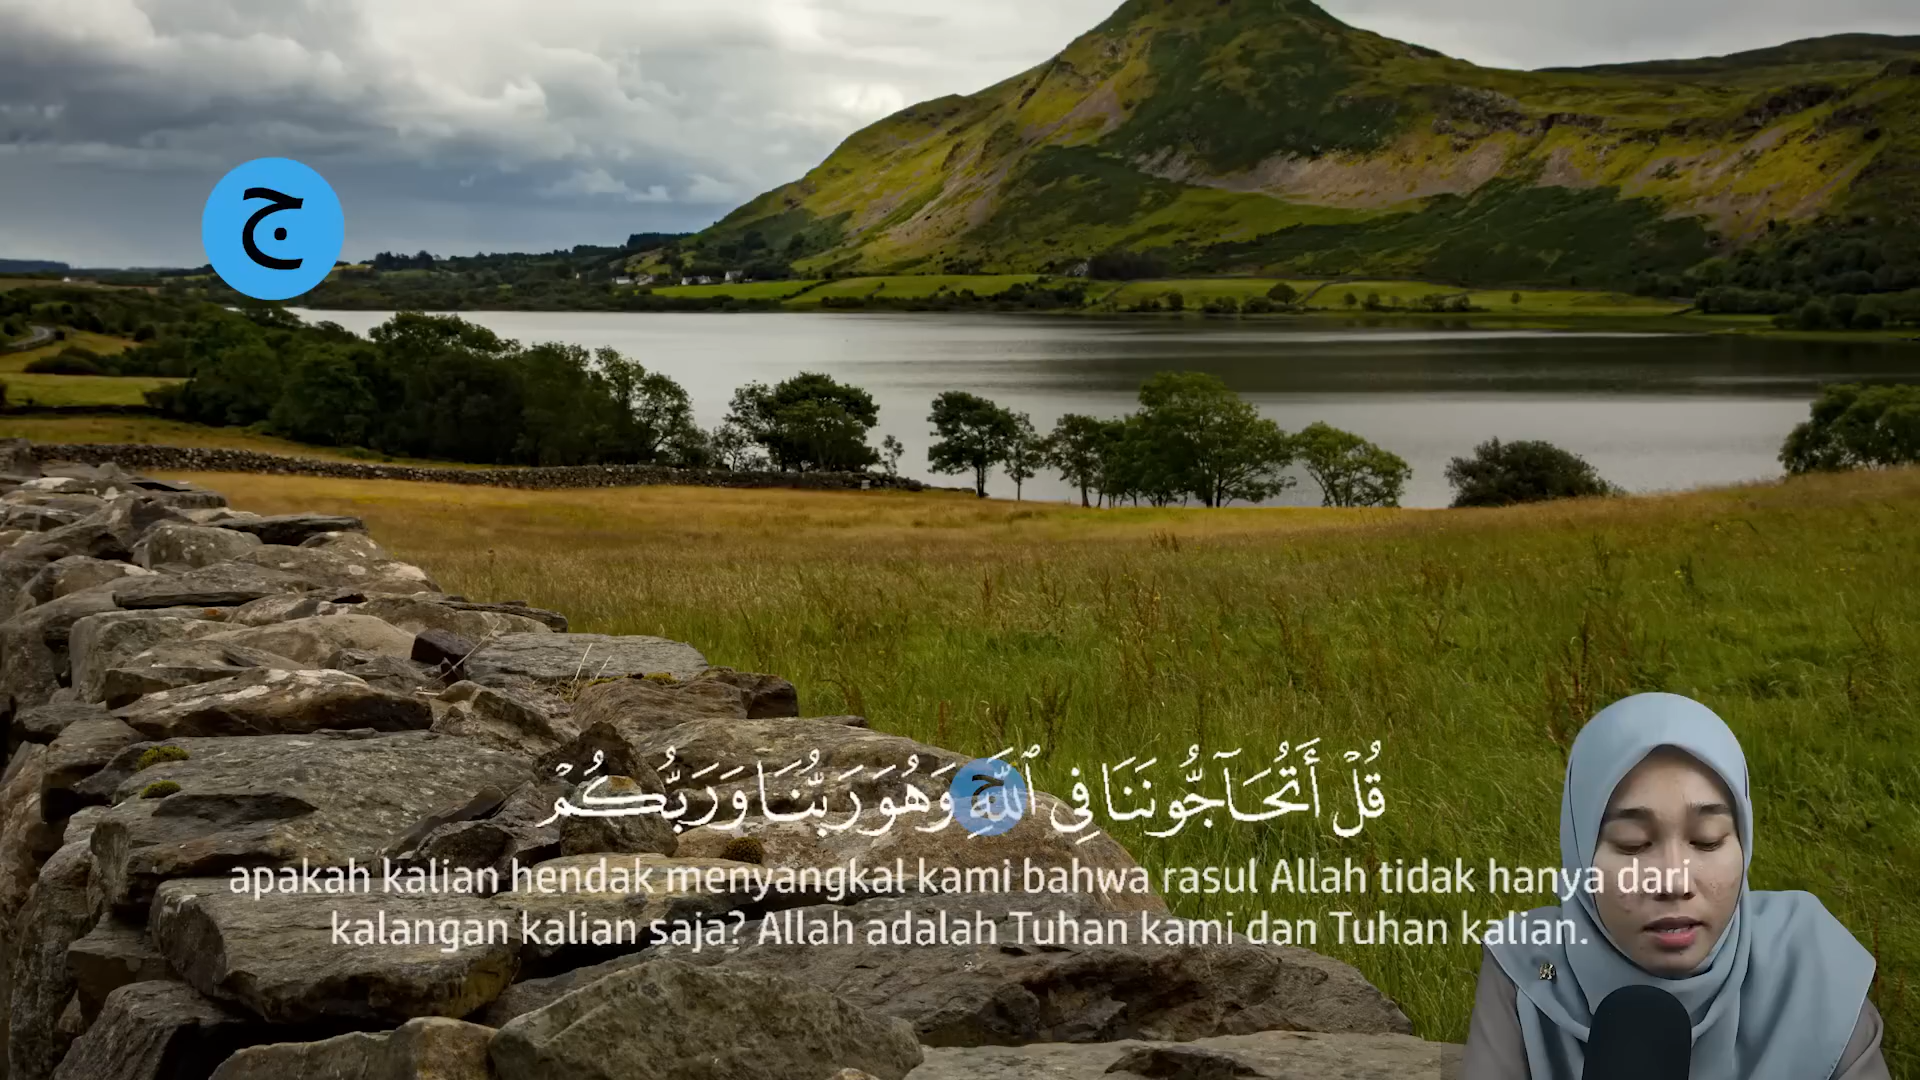 ج
قُلْ أَتُحَآجُّونَنَا فِى ٱللَّهِ وَهُوَ رَبُّنَا وَرَبُّكُمْ
ج
apakah kalian hendak menyangkal kami bahwa rasul Allah tidak hanya dari
kalangan kalian saja? Allah adalah Tuhan kami dan Tuhan kalian.